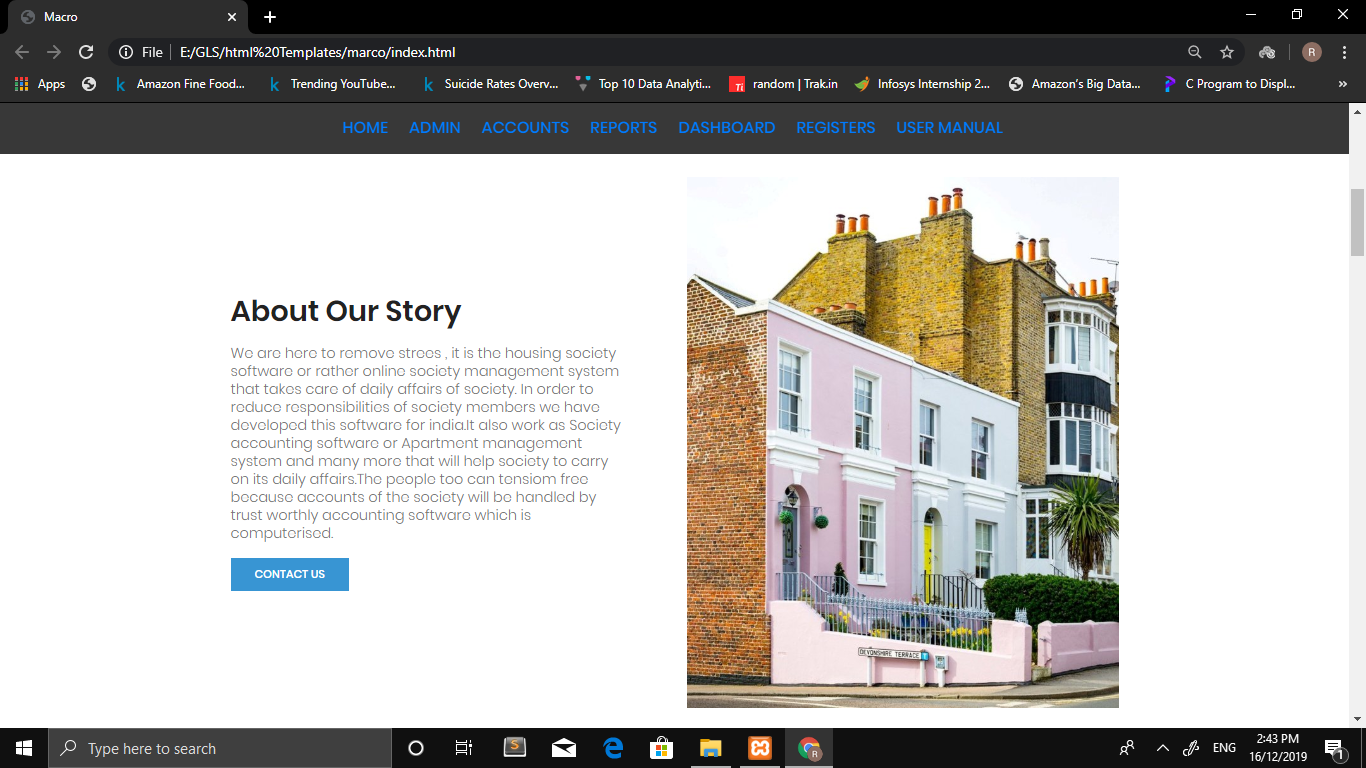 Macro
File
E:/GLS/html%20Templates/marco/index.html
R
Apps
Amazon Fine Food...
Trending YouTube...
Suicide Rates Overv...
Top 10 Data Analyti...
Ti
random | Trak.in
Infosys Internship 2...
Amazon's Big Data...
C Program to Displ...
»
HOME
ADMIN
ACCOUNTS
REPORTS
DASHBOARD
REGISTERS
USER MANUAL
About Our Story
We are here to remove strees , it is the housing society
software or rather online society management system
that takes care of daily affairs of society. In order to
reduce responsibilities of society members we have
developed this software for india.It also work as Society
accounting software or Apartment management
system and many more that will help society to carry
on its daily affairs.The people too can tensiom free
because accounts of the society will be handled by
trust worthly accounting software which is
computerised.
CONTACT US
DEVONSHIRE TERRACE
Type here to search
S
R
ENG
2:43 PM
16/12/2019
1